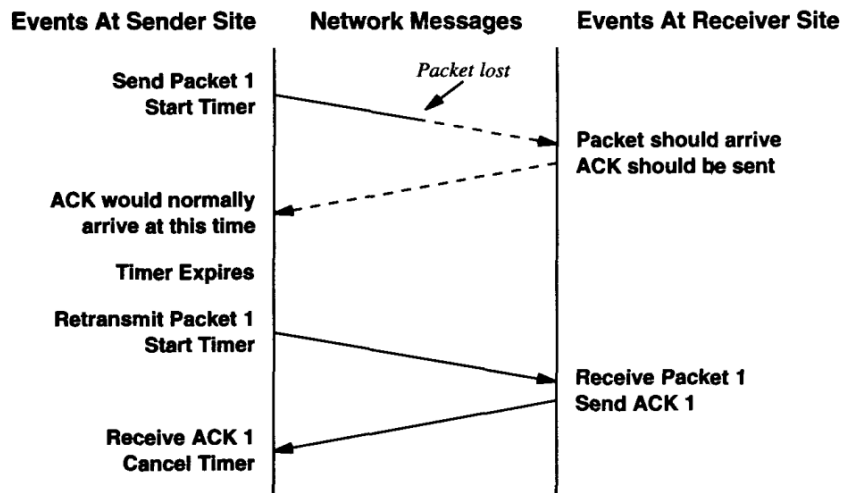 Events At Sender Site
Network Messages
Events At Receiver Site
Send Packet 1
Start Timer
Packet lost
Packet should arrive
ACK should be sent
ACK would normally
arrive at this time
Timer Expires
Retransmit Packet 1
Start Timer
Receive Packet 1
Send ACK 1
Receive ACK 1
Cancel Timer